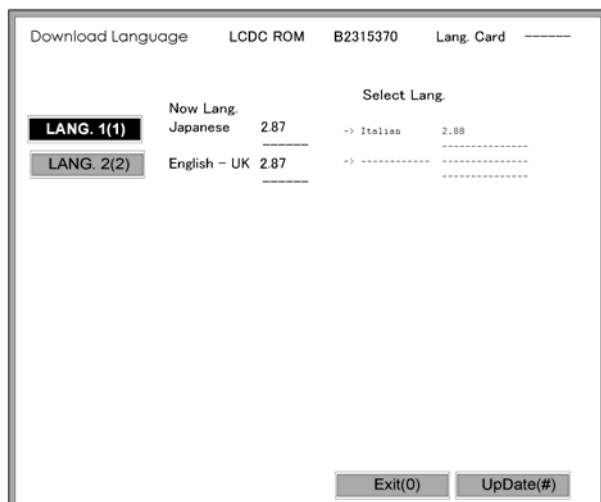 Download Language LCDC ROM B2315370 Lang. Card ------
Select Lang.
Now Lang.
LANG. 1(1) Japanese 2.87 -> Italian 2.88
------ ---------------
LANG. 2(2) English - UK 2.87 -> ------------ ---------------
------ ---------------
Exit(0) UpDate(#)